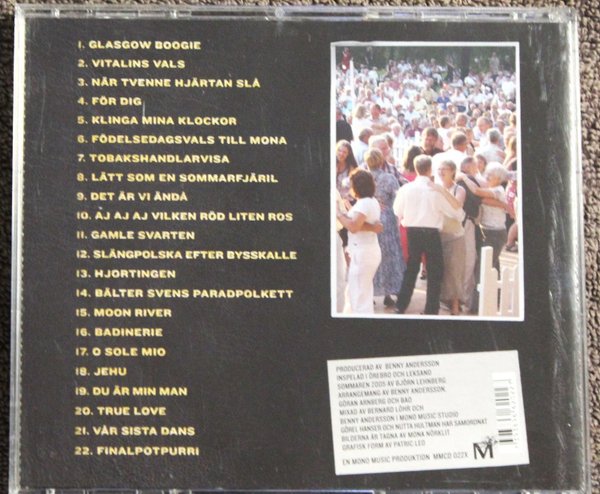 1. GLASGOW BOOGIE
2. VITALINS VALS
3. NÄR TVENNE HJÄRTAN SLÅ
4. FÖR DIG
5. KLINGA MINA KLOCKOR
6. FÖDELSEDAGSVALS TILL MONA
7. TOBAKSHANDLARVISA
8. LÄTT SOM EN SOMMARFJÄRIL
9. DET ÄR VI ÄNDÅ
10. AJ AJ AJ VILKEN RÖD LITEN ROS
11. GAMLE SVARTEN
12. SLÄNGPOLSKA EFTER BYSSKALLE
13. HJORTINGEN
14. BÄLTER SVENS PARADPOLKETT
15. MOON RIVER
16. BADINERIE
17. O SOLE MIO
18. JEHU
19. DU ÄR MIN MAN
20. TRUE LOVE
21. VÅR SISTA DANS
22. FINALPOTPURRI
PRODUCERAD AV BENNY ANDERSSON
INSPELAD I ÖREBRO OCH LEKSAND
SOMMAREN 2005 AV BJÖRN LEHNBERG
ARRANGEMANG AV BENNY ANDERSSON,
GÖRAN ARNBERG OCH BAO
MIXAD AV BERNARD LÖHR OCH
BENNY ANDERSSON I MONO MUSIC STUDIO
GÖREL HANSER OCH NUTTA HULTMAN HAR SAMORDNAT
BILDERNA ÄR TAGNA AV MONA NÖRKLIT
GRAFISK FORM AV PATRIC LEO
EN MONO MUSIC PRODUKTION MMCD 022X
M